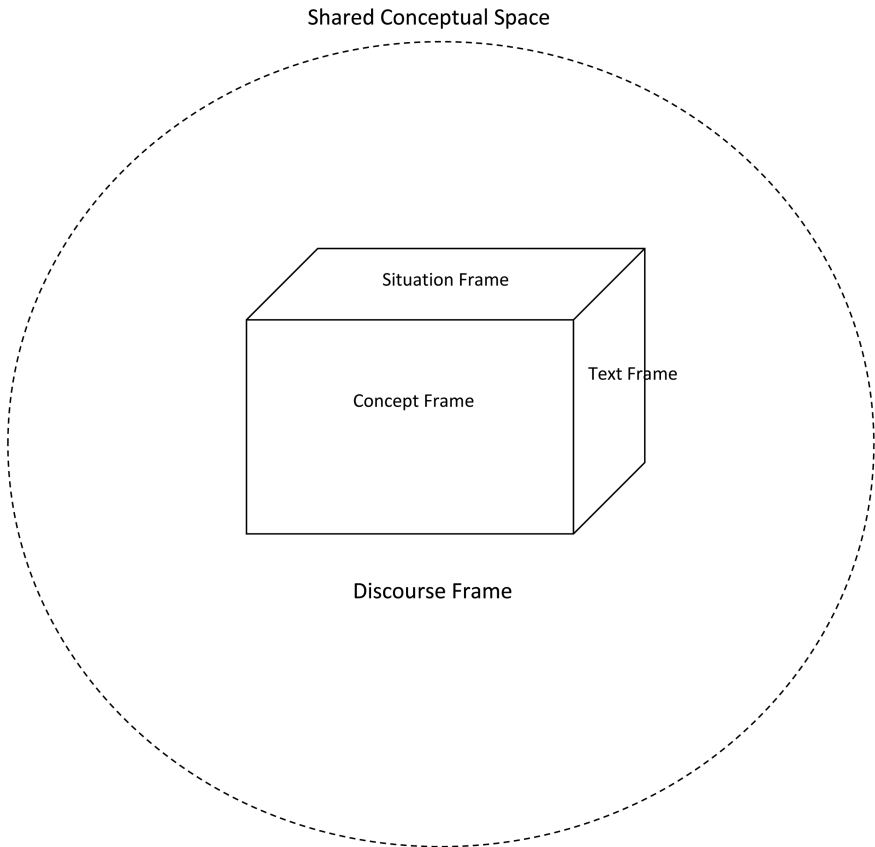 Shared Conceptual Space
Situation Frame
Text Frame
Concept Frame
Discourse Frame